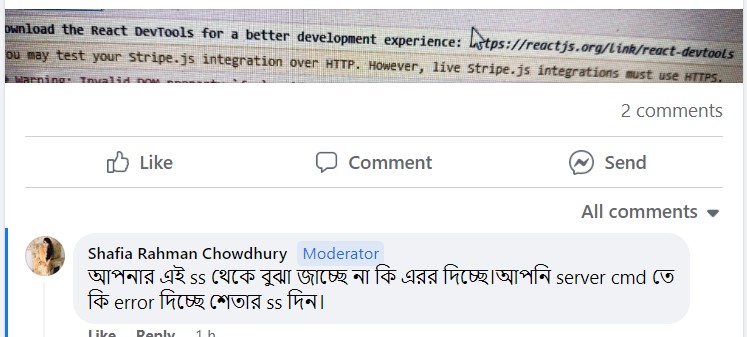 ownload the React DevTools for a better development experience: https://reactjs.org/link/react-devtools
ou may test your Stripe.js integration over HTTP. However, live Stripe.js integrations must use HTTPS.
Warning: Invalid DOM property
2 comments
Like
Comment
Send
All comments
Shafia Rahman Chowdhury Moderator
আপনার এই ss থেকে বুঝা জাচ্ছে না কি এরর দিচ্ছে।আপনি server cmd তে
কি error দিচ্ছে শেতার ss দিন।
Like Reply 1 h